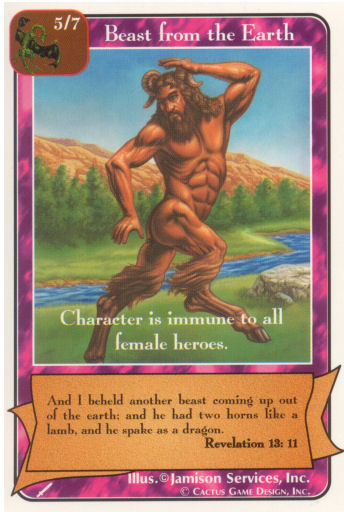 5/7
Beast from the Earth
Character is immune to all
female heroes.
And I beheld another beast coming up out
of the earth; and he had two horns like a
lamb, and he spake as a dragon.
Revelation 13: 11
Illus.©Jamison Services, Inc.
© Cactus Game Design, Inc.